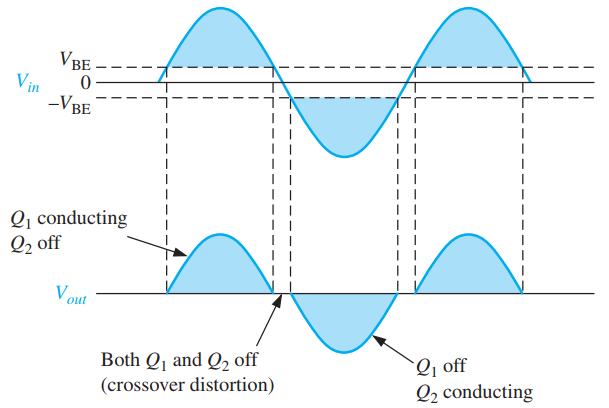 V_BE
V_in
0
−V_BE
Q_1 conducting
Q_2 off
V_out
Both Q_1 and Q_2 off
(crossover distortion)
Q_1 off
Q_2 conducting